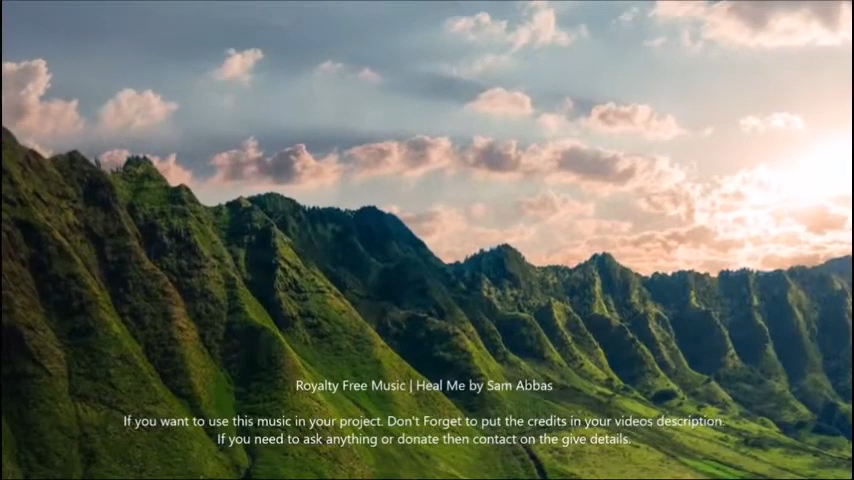 Royalty Free Music | Heal Me by Sam Abbas
If you want to use this music in your project. Don't Forget to put the credits in your videos description.
If you need to ask anything or donate then contact on the give details.